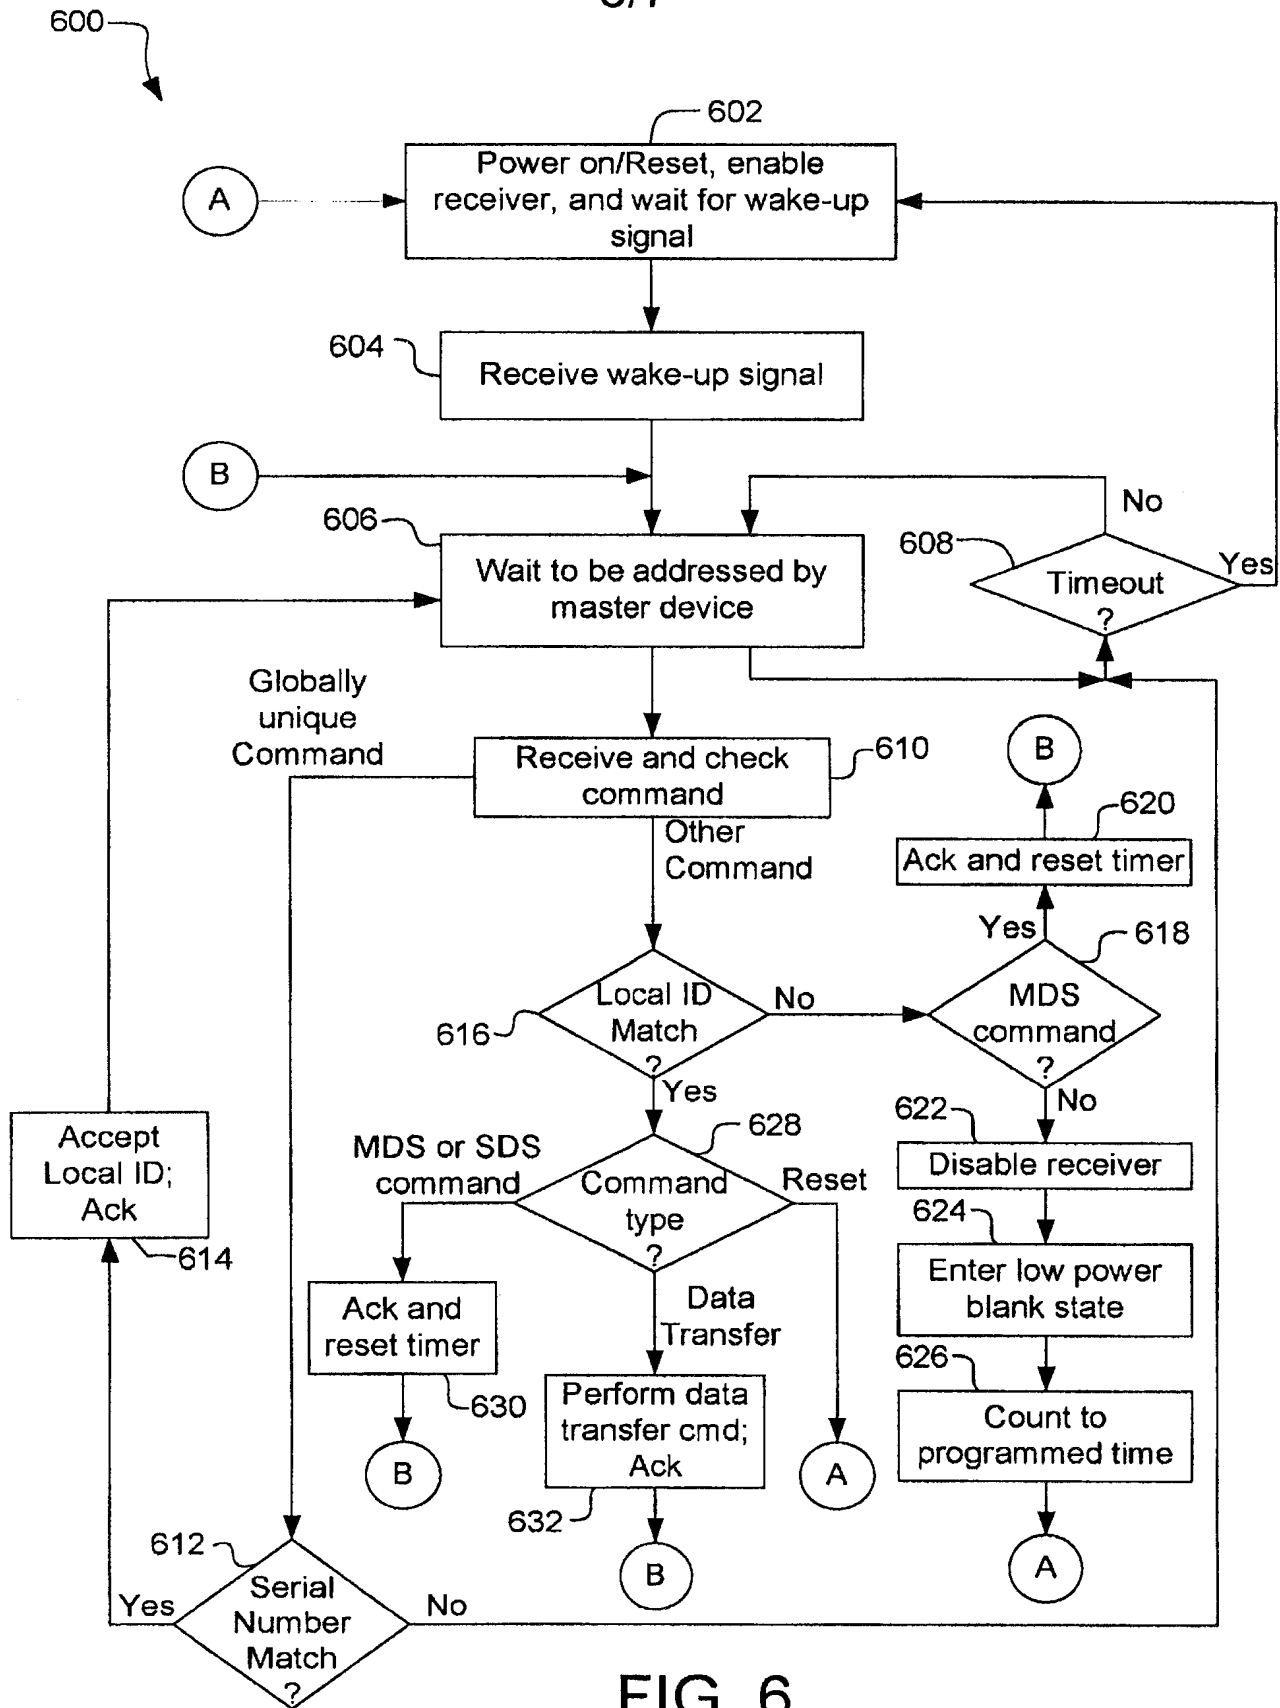 600
602
Power on/Reset, enable
receiver, and wait for wake-up
signal
A
604
Receive wake-up signal
B
606
Wait to be addressed by
master device
No
608
Timeout
?
Yes
Globally
unique
Command
Receive and check
command
610
Other
Command
B
620
Ack and reset timer
Yes
618
MDS
command
?
No
Local ID
Match
?
616
No
Yes
622
Disable receiver
624
Enter low power
blank state
626
Count to
programmed time
A
Accept
Local ID;
Ack
614
MDS or SDS
command
628
Command
type
?
Reset
Ack and
reset timer
630
B
Data
Transfer
Perform data
transfer cmd;
Ack
632
B
A
612
Serial
Number
Match
?
Yes
No
FIG. 6